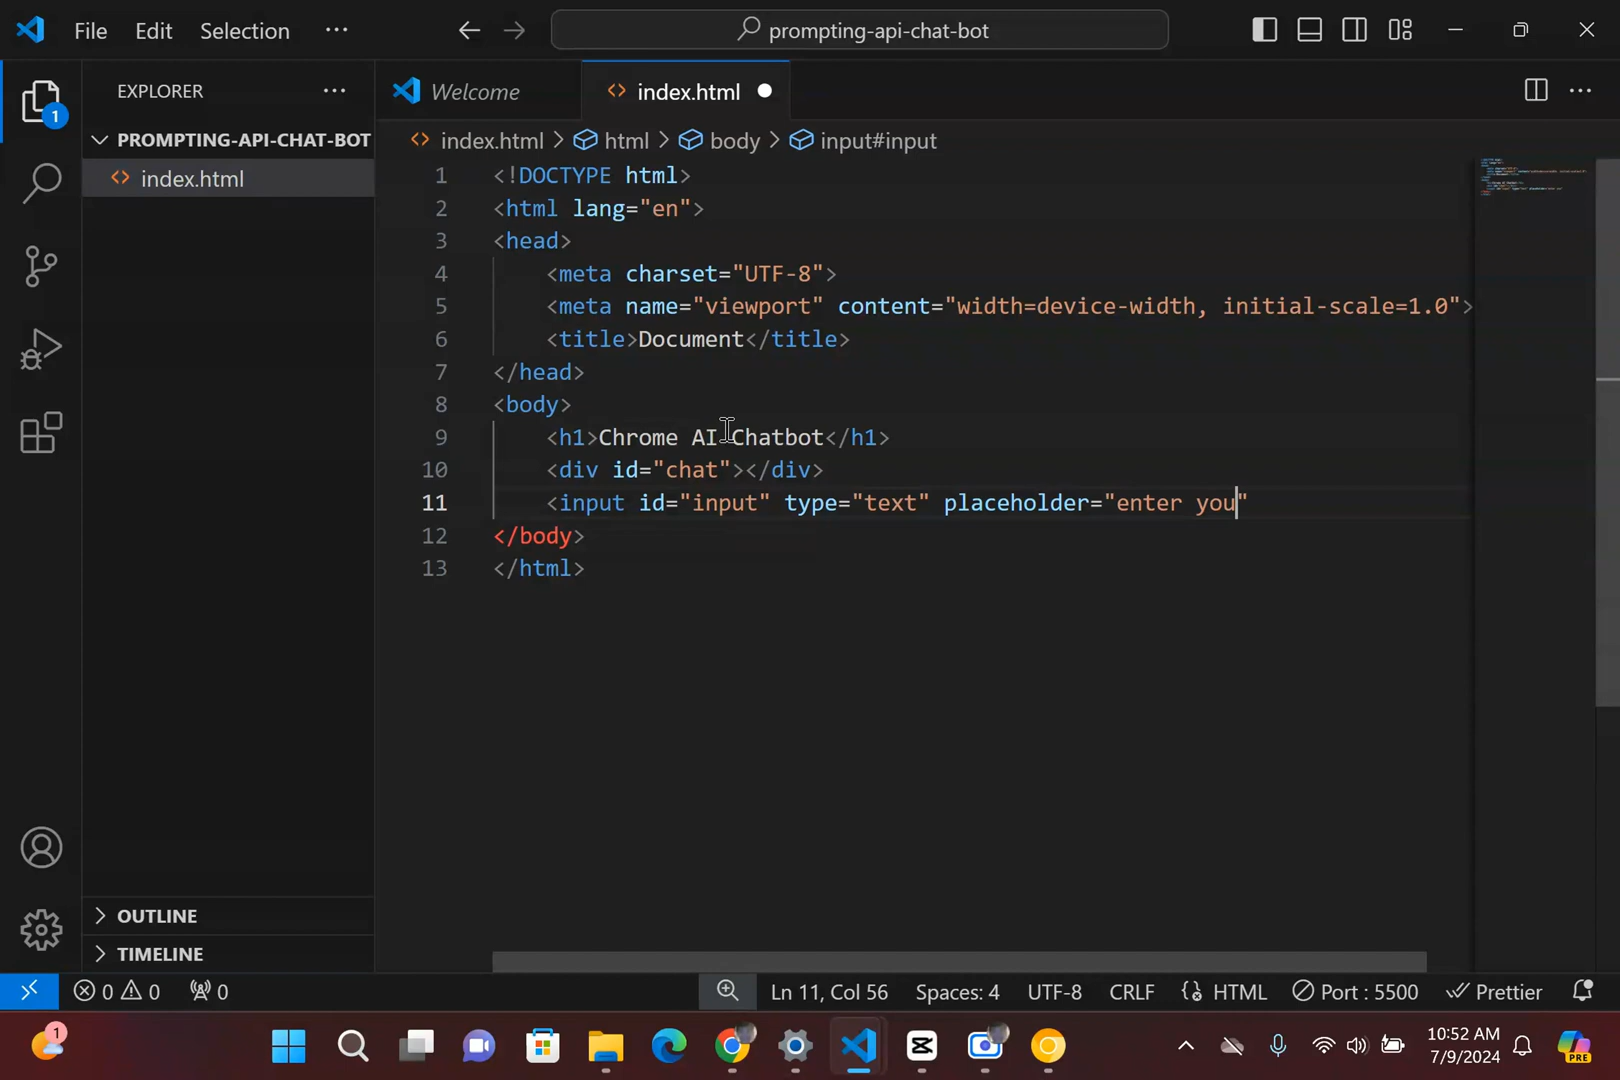 File Edit Selection ··· prompting-api-chat-bot
EXPLORER ··· Welcome index.html
1
PROMPTING-API-CHAT-BOT index.html > html > body > input#input
index.html
1 <!DOCTYPE html>
2 <html lang="en">
3 <head>
4 <meta charset="UTF-8">
5 <meta name="viewport" content="width=device-width, initial-scale=1.0">
6 <title>Document</title>
7 </head>
8 <body>
9 <h1>Chrome AI Chatbot</h1>
10 <div id="chat"></div>
11 <input id="input" type="text" placeholder="enter you"
12 </body>
13 </html>
OUTLINE
TIMELINE
0 0 0 Ln 11, Col 56 Spaces: 4 UTF-8 CRLF HTML Port : 5500 Prettier
1 10:52 AM
7/9/2024
PRE